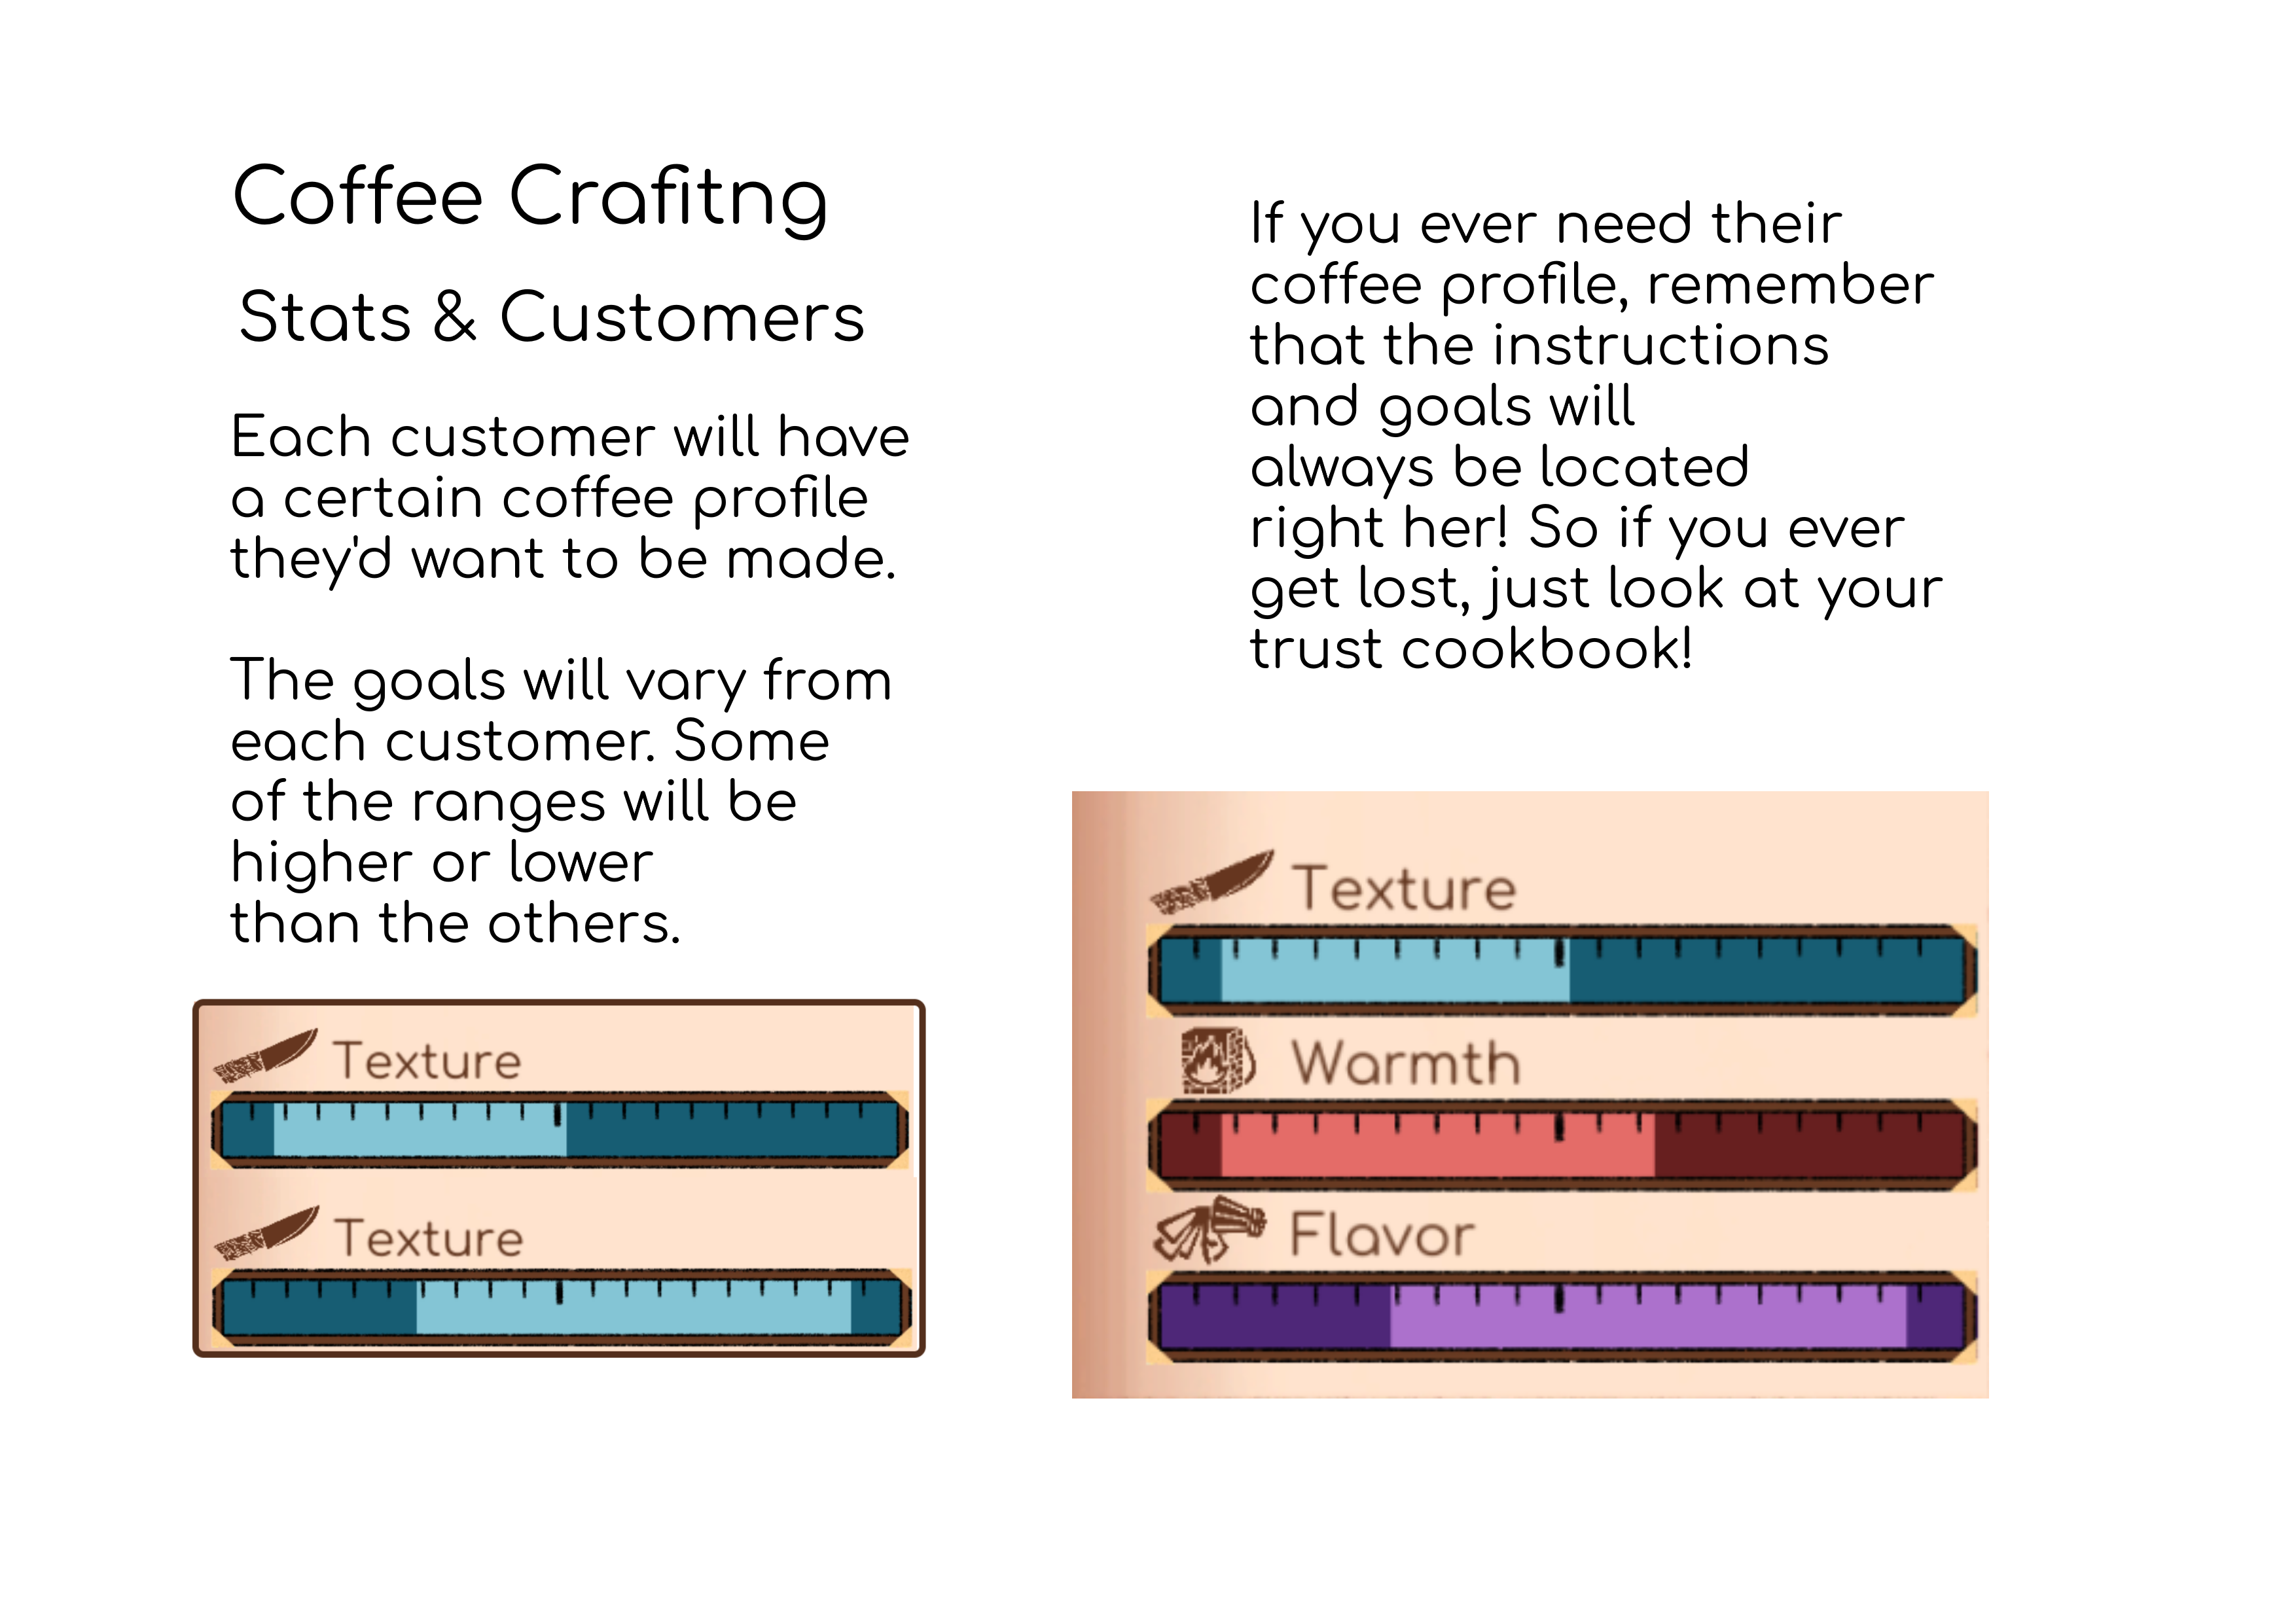 Coffee Crafitng
Stats & Customers
Each customer will have
a certain coffee profile
they'd want to be made.
The goals will vary from
each customer. Some
of the ranges will be
higher or lower
than the others.
Texture
Texture
If you ever need their
coffee profile, remember
that the instructions
and goals will
always be located
right her! So if you ever
get lost, just look at your
trust cookbook!
Texture
Warmth
Flavor